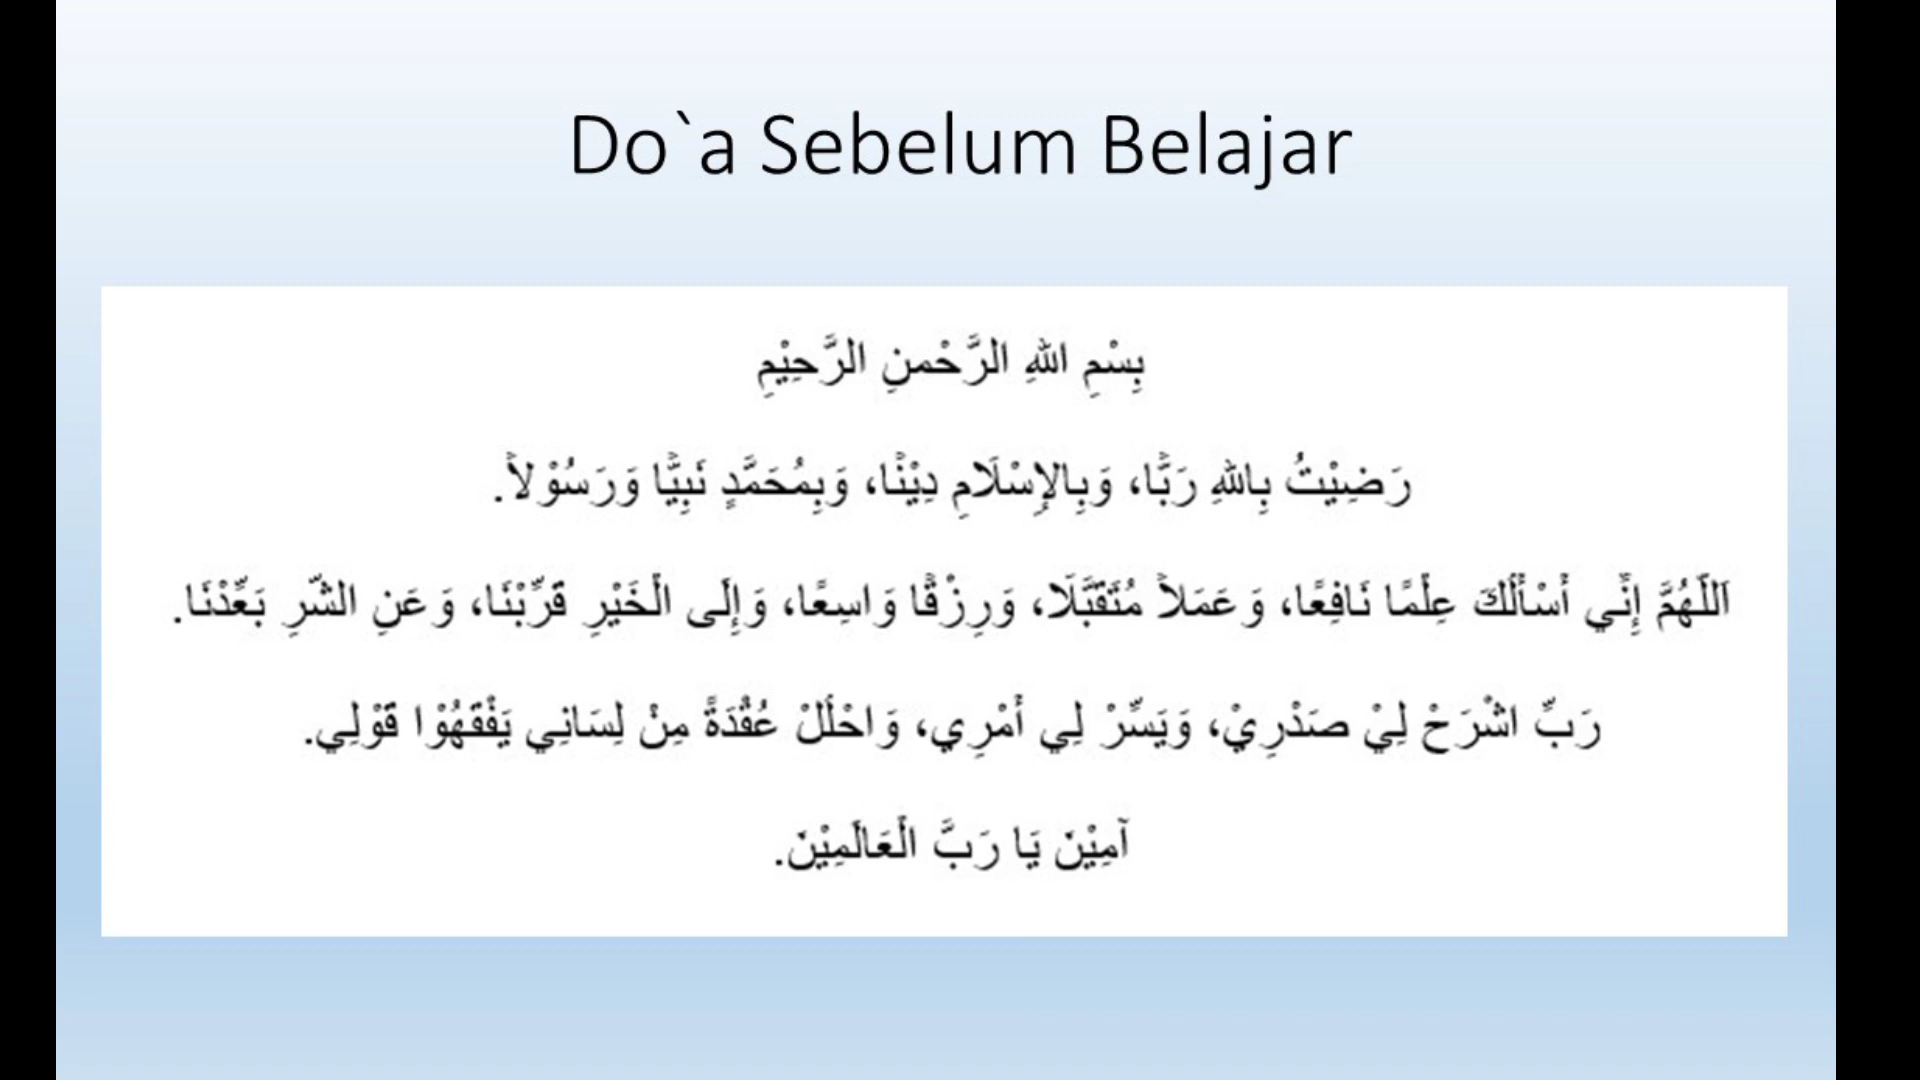 Do`a Sebelum Belajar
بِسْمِ اللهِ الرَّحْمنِ الرَّحِيْمِ
رَضِيْتُ بِاللهِ رَبًّا، وَبِالإِسْلَامِ دِيْنًا، وَبِمُحَمَّدٍ نَبِيًّا وَرَسُوْلاً.
اَللّٰهُمَّ إِنِّي أَسْأَلُكَ عِلْمًا نَافِعًا، وَعَمَلاً مُتَقَبَّلًا، وَرِزْقًا وَاسِعًا، وَإِلَى الْخَيْرِ قَرِّبْنَا، وَعَنِ الشّرِ بَعِّدْنَا.
رَبِّ اشْرَحْ لِيْ صَدْرِيْ، وَيَسِّرْ لِي أَمْرِي، وَاحْلُلْ عُقْدَةً مِنْ لِسَانِي يَفْقَهُوْا قَوْلِي.
آمِيْنَ يَا رَبَّ الْعَالَمِيْنَ.